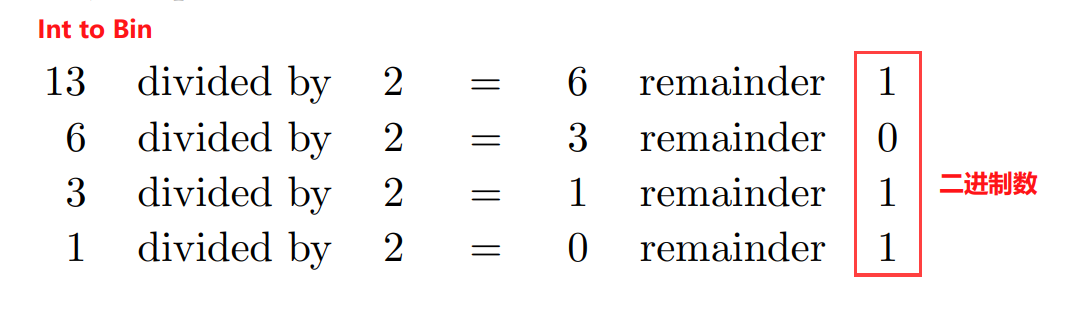 Int to Bin
13 divided by 2 = 6 remainder 1
6 divided by 2 = 3 remainder 0
3 divided by 2 = 1 remainder 1
1 divided by 2 = 0 remainder 1
二进制数